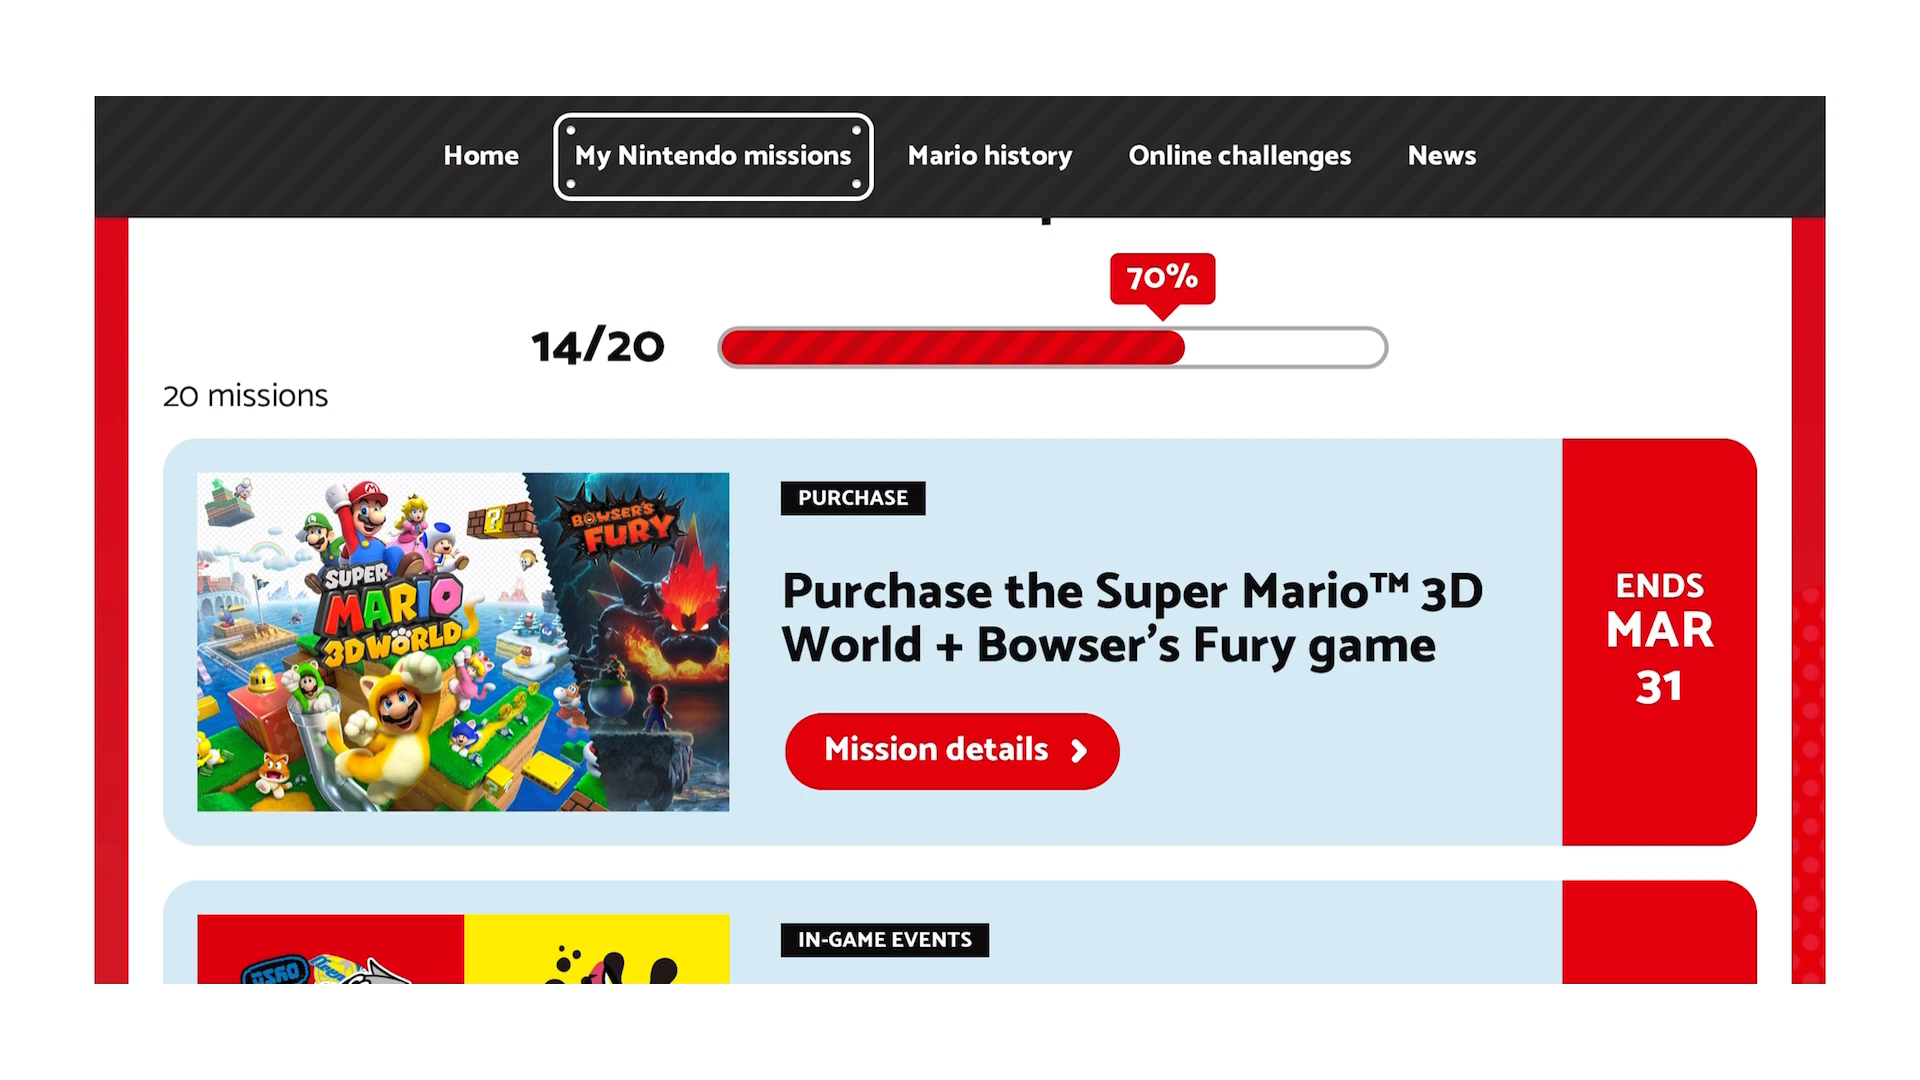 Home My Nintendo missions Mario history Online challenges News
70%
14/20
20 missions
BOWSER'S
FURY
SUPER
MARIO
3D WORLD
PURCHASE
Purchase the Super Mario™ 3D
World + Bowser's Fury game
Mission details
ENDS
MAR
31
IN-GAME EVENTS